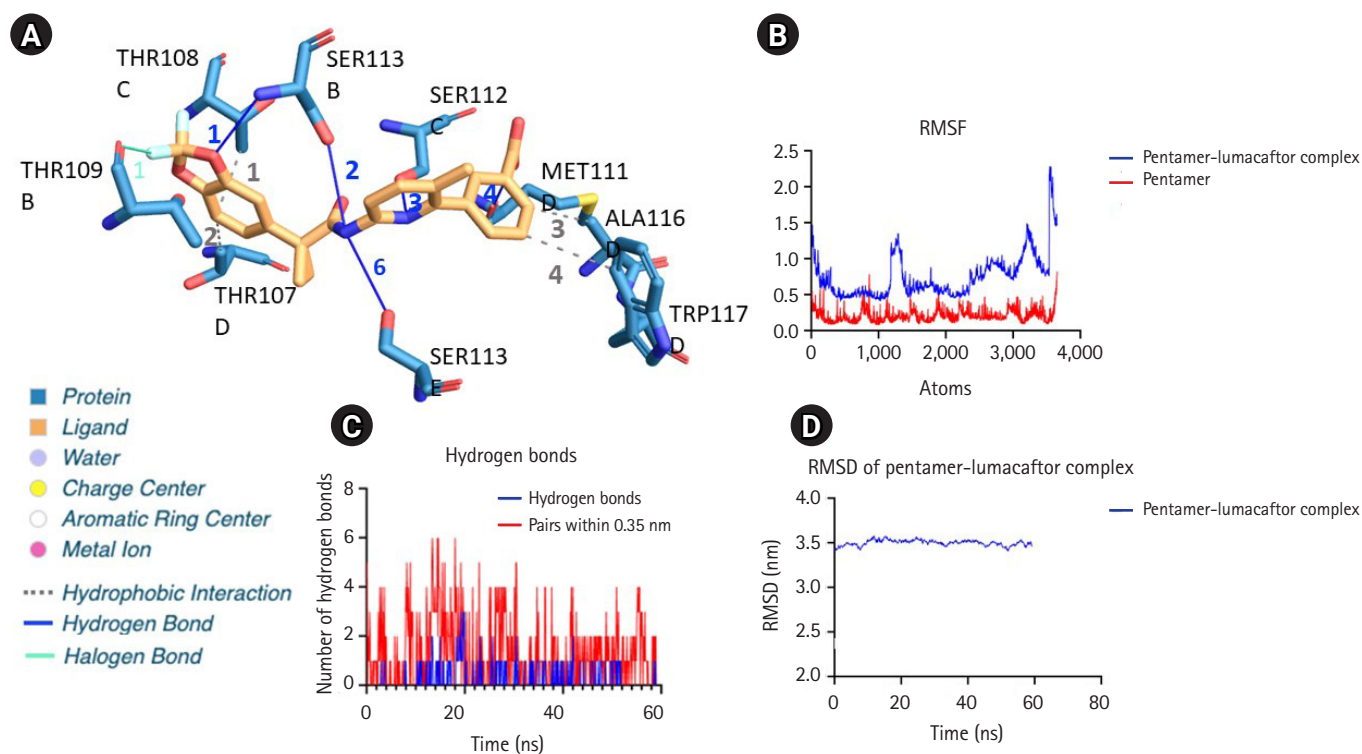 A
THR108
C
SER113
B
SER112
C
THR109
B
MET111
D
ALA116
D
THR107
D
TRP117
D
SER113
E
1
1
2
1
2
3
4
3
4
6
Protein
Ligand
Water
Charge Center
Aromatic Ring Center
Metal Ion
Hydrophobic Interaction
Hydrogen Bond
Halogen Bond
B
RMSF
2.5
2.0
1.5
1.0
0.5
0.0
0 1,000 2,000 3,000 4,000
Atoms
Pentamer-lumacaftor complex
Pentamer
C
Hydrogen bonds
Number of hydrogen bonds
8
6
4
2
0
0 20 40 60
Time (ns)
Hydrogen bonds
Pairs within 0.35 nm
D
RMSD of pentamer-lumacaftor complex
RMSD (nm)
4.0
3.5
3.0
2.5
2.0
0 20 40 60 80
Time (ns)
Pentamer-lumacaftor complex